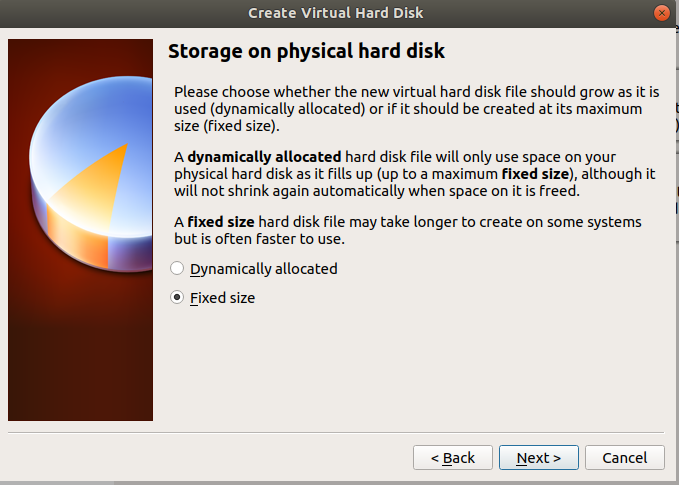 Create Virtual Hard Disk
Storage on physical hard disk
Please choose whether the new virtual hard disk file should grow as it is
used (dynamically allocated) or if it should be created at its maximum
size (fixed size).
A dynamically allocated hard disk file will only use space on your
physical hard disk as it fills up (up to a maximum fixed size), although it
will not shrink again automatically when space on it is freed.
A fixed size hard disk file may take longer to create on some systems
but is often faster to use.
Dynamically allocated
Fixed size
< Back
Next >
Cancel